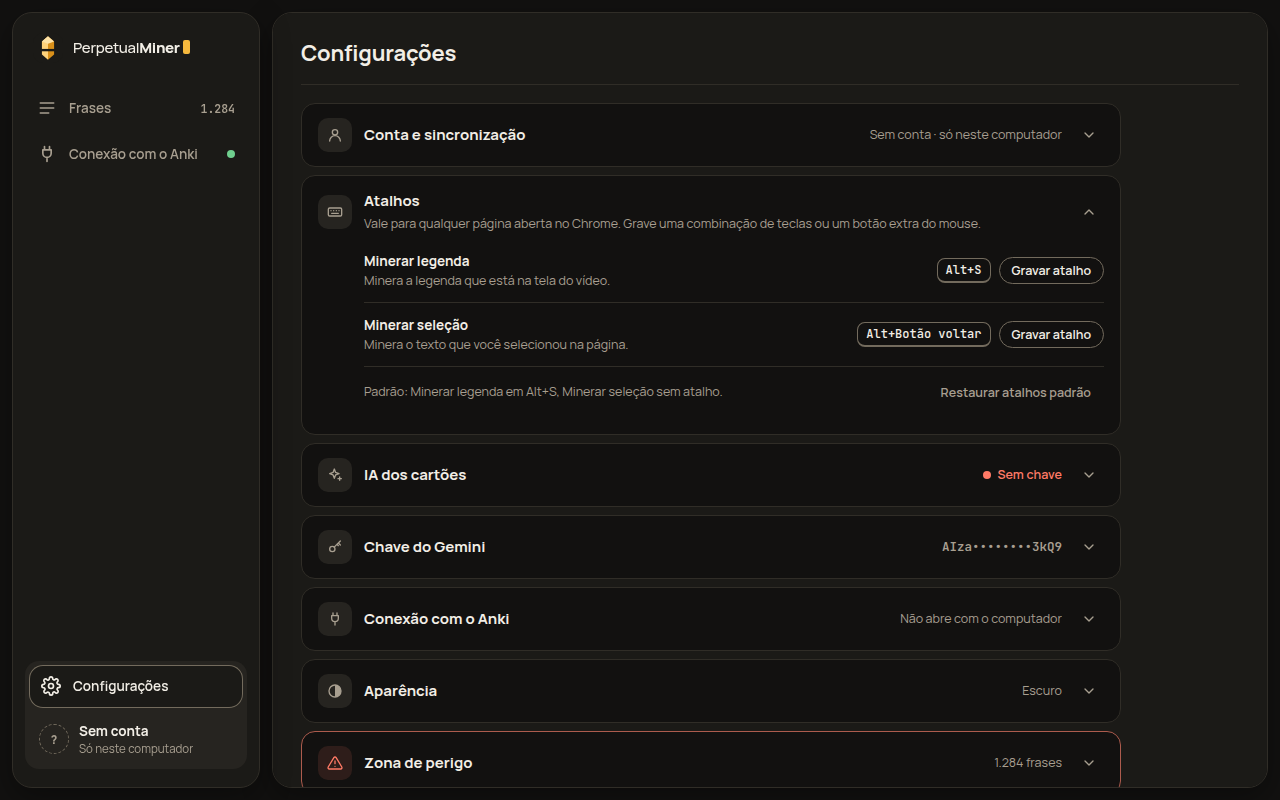 PerpetualMiner
Frases 1.284
Conexão com o Anki
Configurações
? Sem conta
Só neste computador
Configurações
Conta e sincronização Sem conta · só neste computador
Atalhos
Vale para qualquer página aberta no Chrome. Grave uma combinação de teclas ou um botão extra do mouse.
Minerar legenda
Minera a legenda que está na tela do vídeo.
Alt+S Gravar atalho
Minerar seleção
Minera o texto que você selecionou na página.
Alt+Botão voltar Gravar atalho
Padrão: Minerar legenda em Alt+S, Minerar seleção sem atalho. Restaurar atalhos padrão
IA dos cartões Sem chave
Chave do Gemini AIza••••••••3kQ9
Conexão com o Anki Não abre com o computador
Aparência Escuro
Zona de perigo 1.284 frases